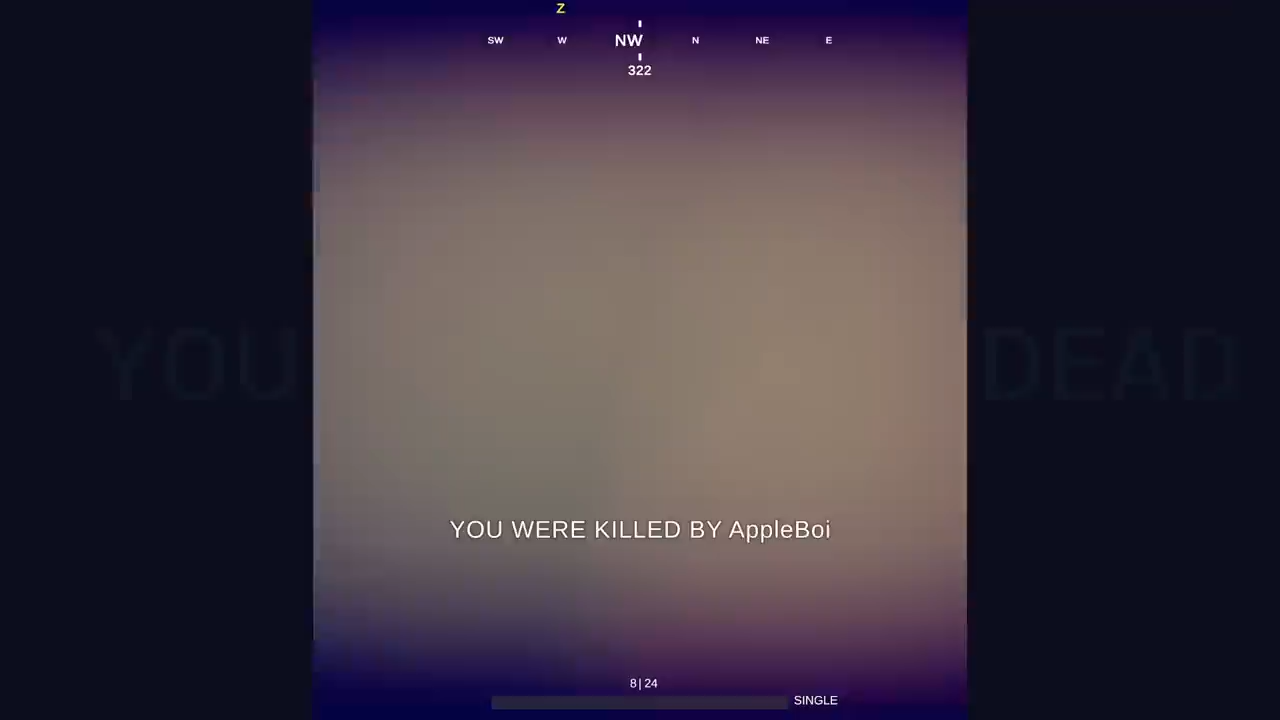 Z
SW W NW N NE E
322
YOU DEAD
YOU WERE KILLED BY AppleBoi
8 | 24
SINGLE